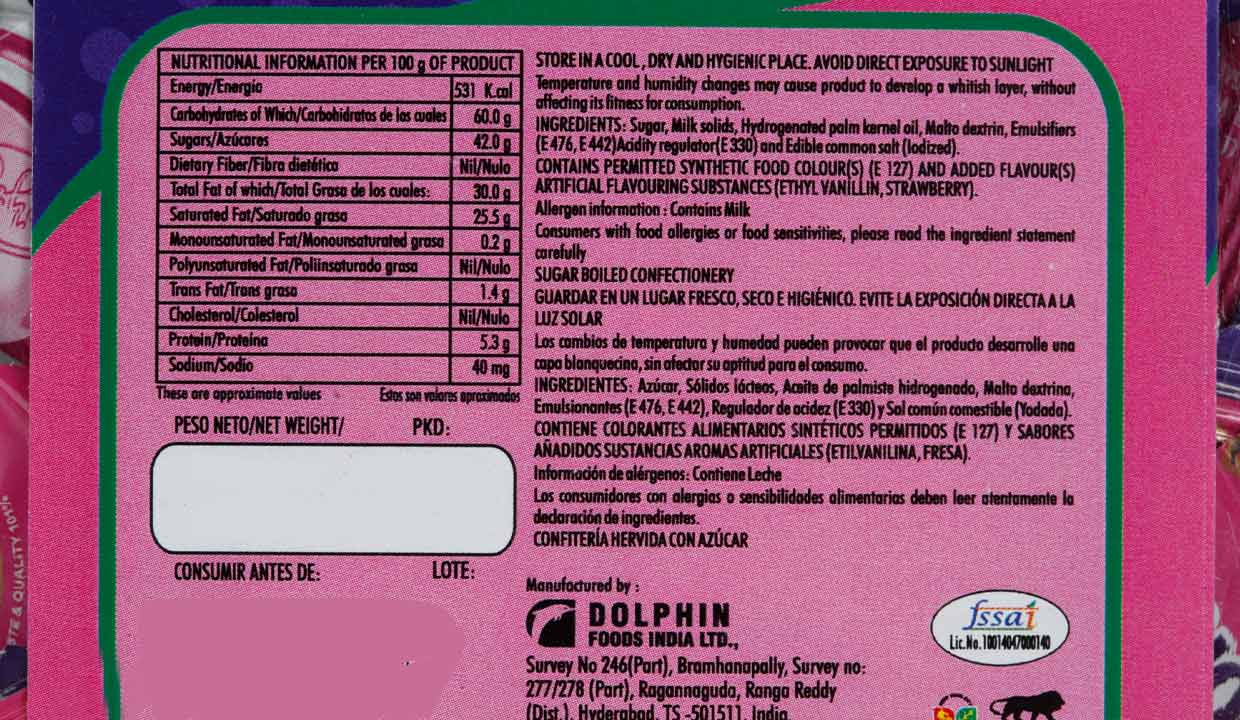 NUTRITIONAL INFORMATION PER 100 g OF PRODUCT
Energy/Energia 531 K.cal
Carbohydrates of Which/Carbohidratos de los cuales 60.0 g
Sugars/Azúcares 42.0 g
Dietary Fiber/Fibra dietética Nil/Nulo
Total Fat of which/Total Grasa de los cuales: 30.0 g
Saturated Fat/Saturado grasa 25.5 g
Monounsaturated Fat/Monounsaturated grasa 0.2 g
Polyunsaturated Fat/Poliinsaturado grasa Nil/Nulo
Trans Fat/Trans grasa 1.4 g
Cholesterol/Colesterol Nil/Nulo
Protein/Proteína 5.3 g
Sodium/Sodio 40 mg
These are approximate values Estos son valores aproximados
PESO NETO/NET WEIGHT/ PKD:
CONSUMIR ANTES DE: LOTE:
STORE IN A COOL , DRY AND HYGIENIC PLACE. AVOID DIRECT EXPOSURE TO SUNLIGHT
Temperature and humidity changes may cause product to develop a whitish layer, without
affecting its fitness for consumption.
INGREDIENTS: Sugar, Milk solids, Hydrogenated palm kernel oil, Malto dextrin, Emulsifiers
(E 476, E 442)Acidity regulator(E 330) and Edible common salt (Iodized).
CONTAINS PERMITTED SYNTHETIC FOOD COLOUR(S) (E 127) AND ADDED FLAVOUR(S)
ARTIFICIAL FLAVOURING SUBSTANCES (ETHYL VANILLIN, STRAWBERRY).
Allergen information : Contains Milk
Consumers with food allergies or food sensitivities, please read the ingredient statement
carefully
SUGAR BOILED CONFECTIONERY
GUARDAR EN UN LUGAR FRESCO, SECO E HIGIÉNICO. EVITE LA EXPOSICIÓN DIRECTA A LA
LUZ SOLAR
Los cambios de temperatura y humedad pueden provocar que el producto desarrolle una
capa blanquecina, sin afectar su aptitud para el consumo.
INGREDIENTES: Azúcar, Sólidos lácteos, Aceite de palmiste hidrogenado, Malto dextrina,
Emulsionantes (E 476, E 442), Regulador de acidez (E 330) y Sal común comestible (Yodada).
CONTIENE COLORANTES ALIMENTARIOS SINTÉTICOS PERMITIDOS (E 127) Y SABORES
AÑADIDOS SUSTANCIAS AROMAS ARTIFICIALES (ETILVANILINA, FRESA).
Información de alérgenos: Contiene Leche
Los consumidores con alergias o sensibilidades alimentarias deben leer atentamente la
declaración de ingredientes.
CONFITERÍA HERVIDA CON AZÚCAR
Manufactured by :
DOLPHIN
FOODS INDIA LTD.,
Survey No 246(Part), Bramhanapally, Survey no:
277/278 (Part), Ragannaguda, Ranga Reddy
(Dist.), Hyderabad, TS -501511, India.
fssai
Lic.No.10014047000140
& QUALITY